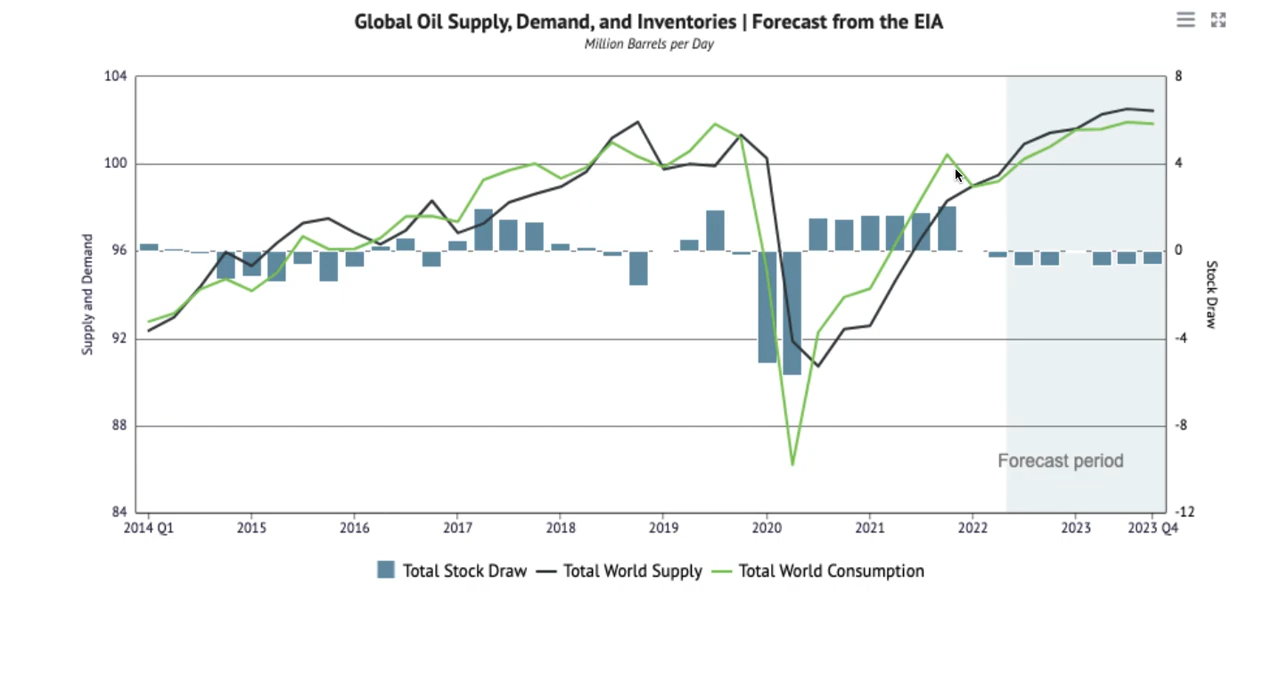 Global Oil Supply, Demand, and Inventories | Forecast from the EIA
Million Barrels per Day
104
100
96
92
88
84
8
4
0
-4
-8
-12
Supply and Demand
Stock Draw
Forecast period
2014 Q1 2015 2016 2017 2018 2019 2020 2021 2022 2023 2023 Q4
Total Stock Draw Total World Supply Total World Consumption